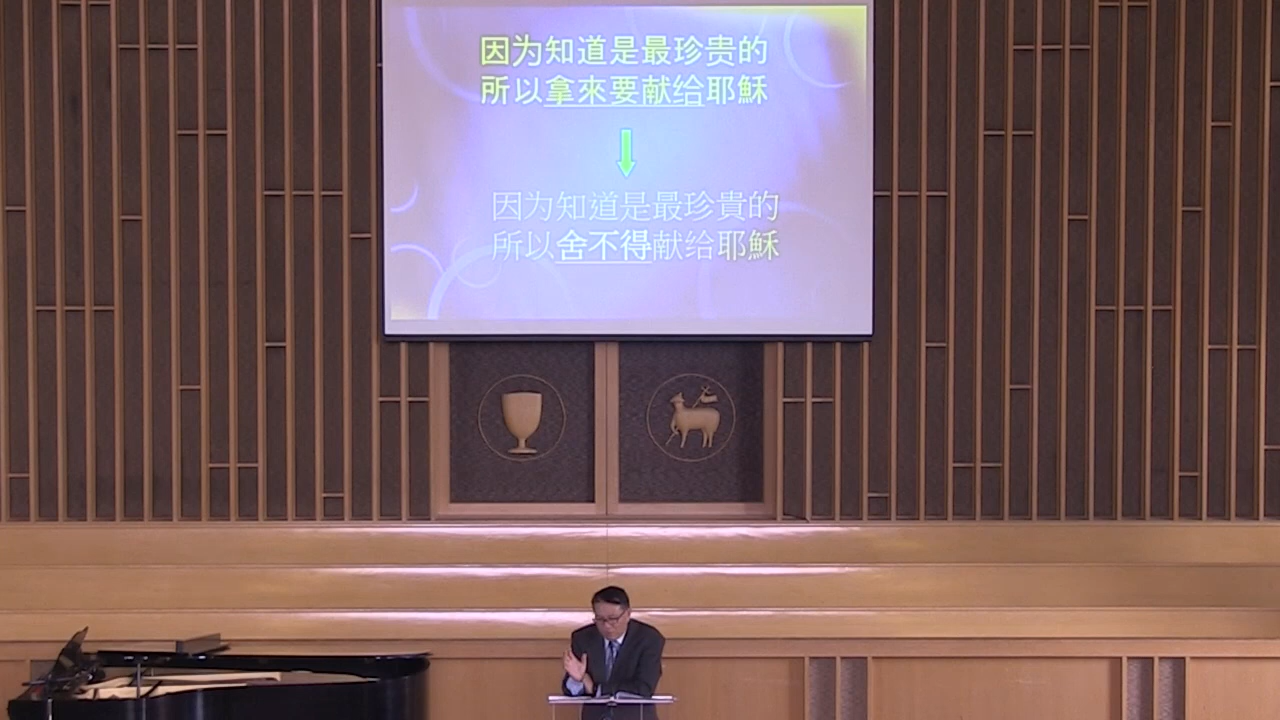 因为知道是最珍贵的
所以拿來要献给耶穌
因为知道是最珍貴的
所以舍不得献给耶穌